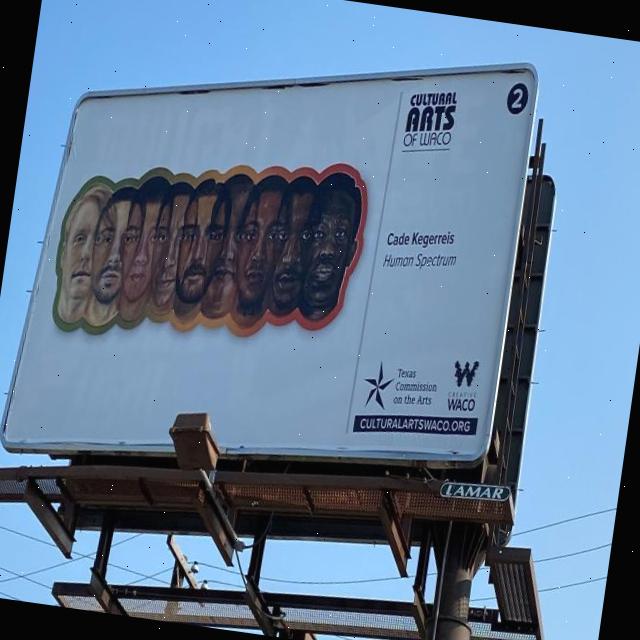 2
CULTURAL
ARTS
OF WACO
Cade Kegerreis
Human Spectrum
Texas
Commission
on the Arts
CREATIVE
WACO
CULTURALARTSWACO.ORG
LAMAR